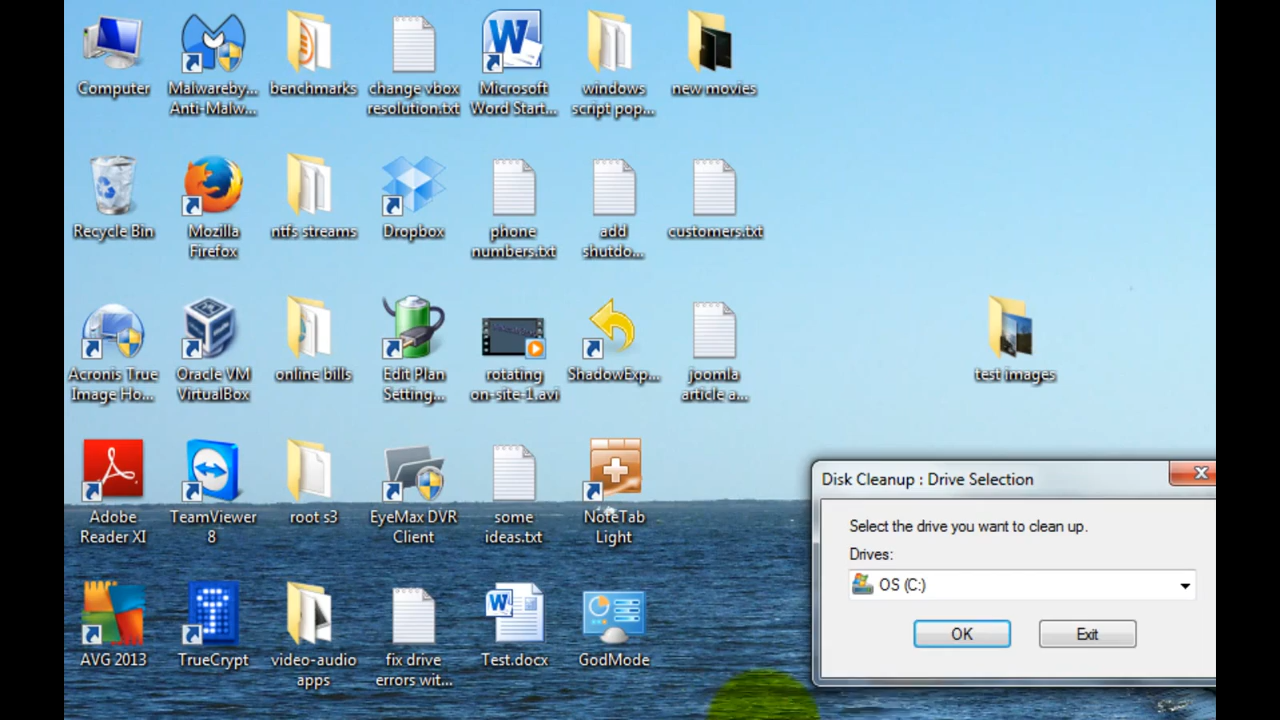 Computer
Malwareby...
Anti-Malw...
benchmarks
change vbox
resolution.txt
Microsoft
Word Start...
windows
script pop...
new movies
Recycle Bin
Mozilla
Firefox
ntfs streams
Dropbox
phone
numbers.txt
add
shutdo...
customers.txt
Acronis True
Image Ho...
Oracle VM
VirtualBox
online bills
Edit Plan
Setting...
rotating
on-site-1.avi
ShadowExp...
joomla
article a...
test images
Adobe
Reader XI
TeamViewer
8
root s3
EyeMax DVR
Client
some
ideas.txt
NoteTab
Light
AVG 2013
TrueCrypt
video-audio
apps
fix drive
errors wit...
Test.docx
GodMode
Disk Cleanup : Drive Selection
Select the drive you want to clean up.
Drives:
OS (C:)
OK
Exit